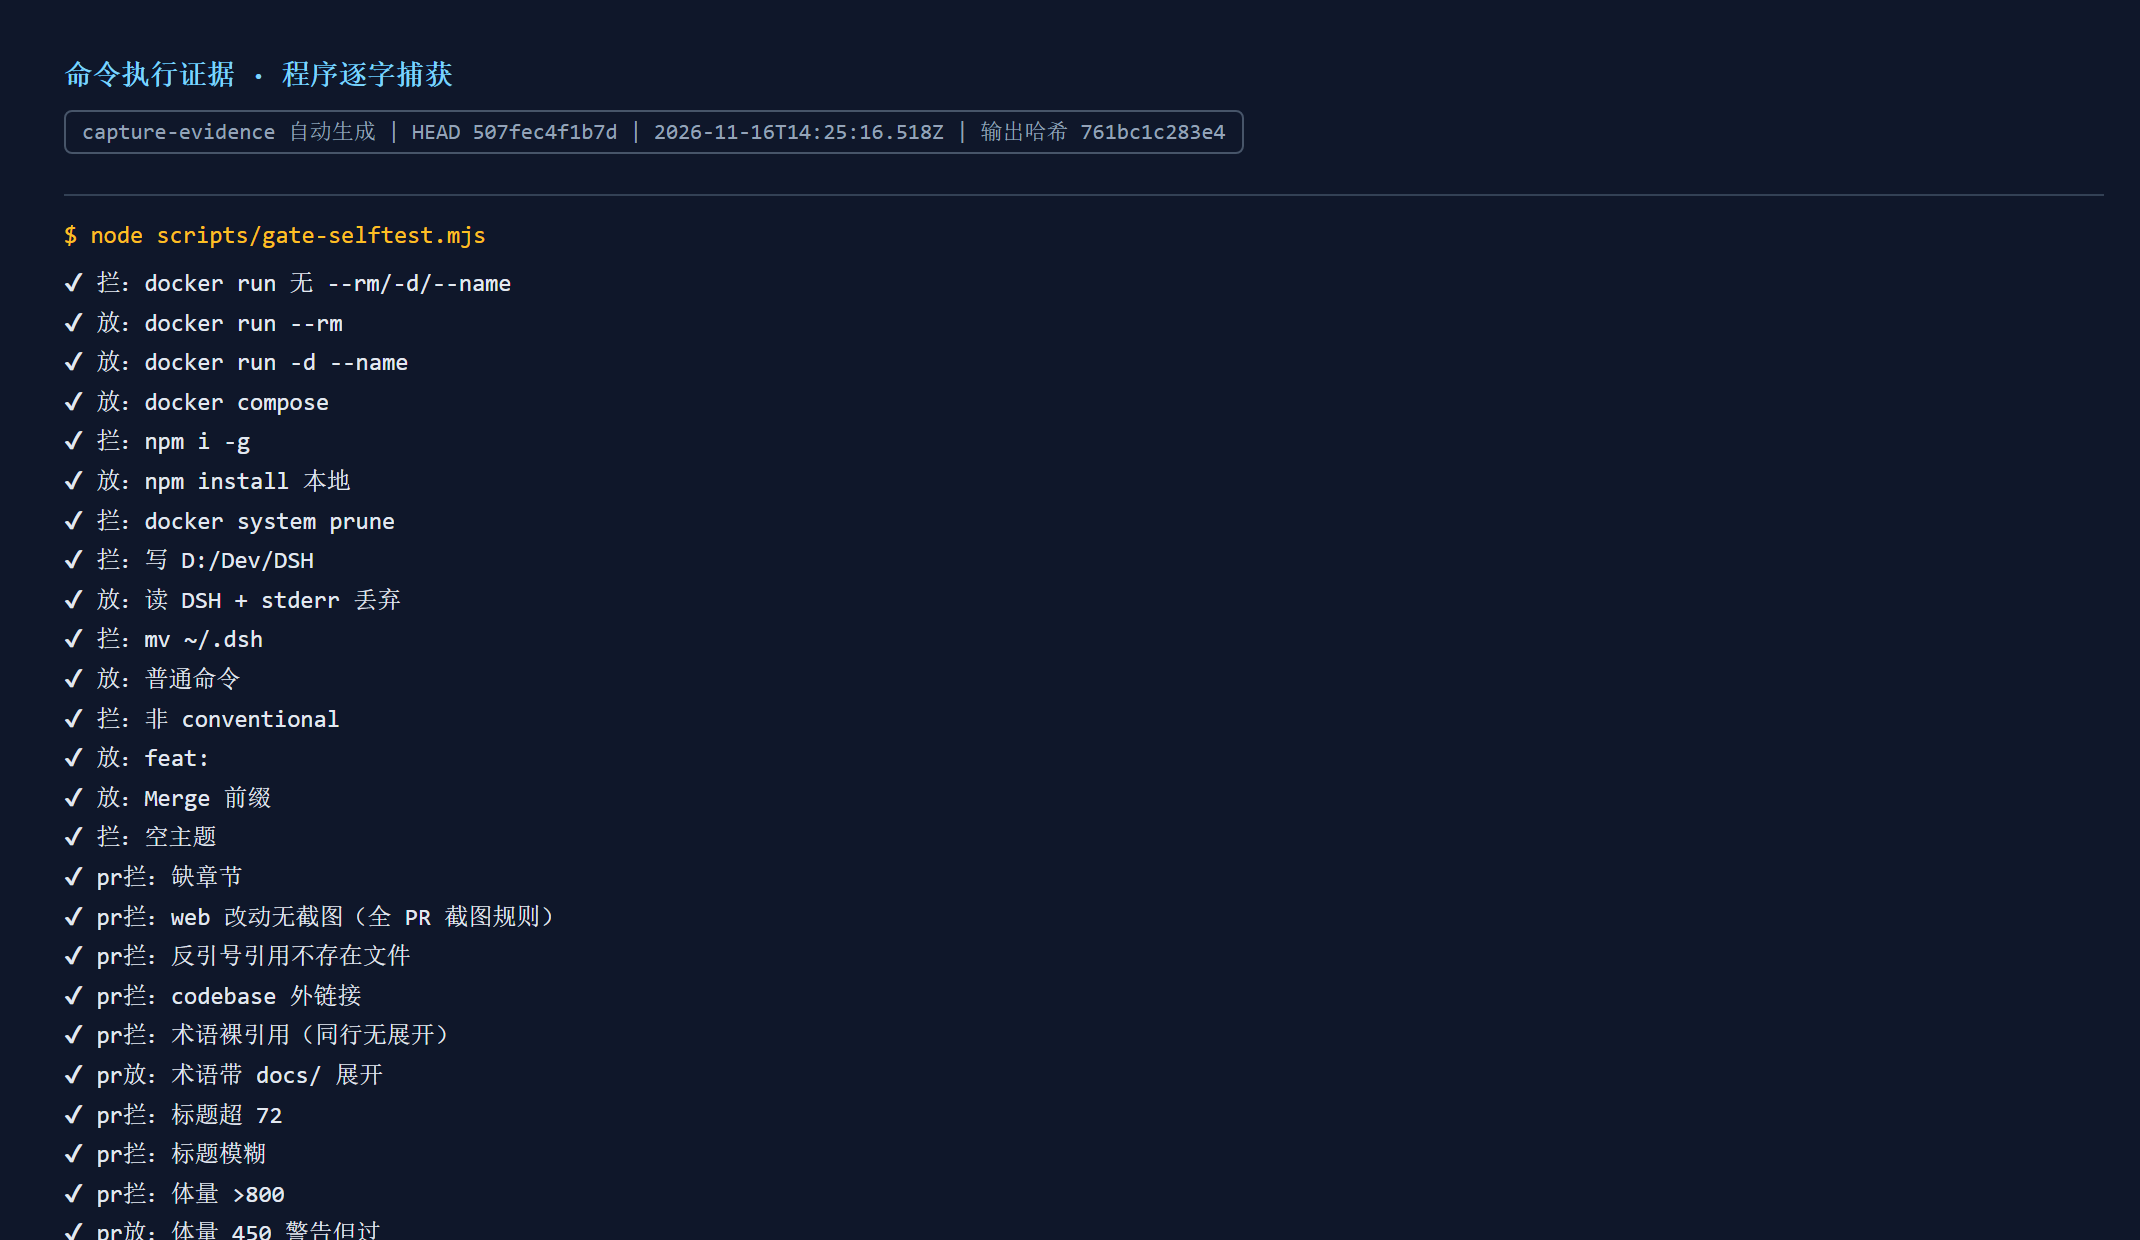 命令执行证据 · 程序逐字捕获
capture-evidence 自动生成 | HEAD 507fec4f1b7d | 2026-11-16T14:25:16.518Z | 输出哈希 761bc1c283e4
$ node scripts/gate-selftest.mjs
✓ 拦: docker run 无 --rm/-d/--name
✓ 放: docker run --rm
✓ 放: docker run -d --name
✓ 放: docker compose
✓ 拦: npm i -g
✓ 放: npm install 本地
✓ 拦: docker system prune
✓ 拦: 写 D:/Dev/DSH
✓ 放: 读 DSH + stderr 丢弃
✓ 拦: mv ~/.dsh
✓ 放: 普通命令
✓ 拦: 非 conventional
✓ 放: feat:
✓ 放: Merge 前缀
✓ 拦: 空主题
✓ pr拦: 缺章节
✓ pr拦: web 改动无截图（全 PR 截图规则）
✓ pr拦: 反引号引用不存在文件
✓ pr拦: codebase 外链接
✓ pr拦: 术语裸引用（同行无展开）
✓ pr放: 术语带 docs/ 展开
✓ pr拦: 标题超 72
✓ pr拦: 标题模糊
✓ pr拦: 体量 >800
✓ pr放: 体量 450 警告但过